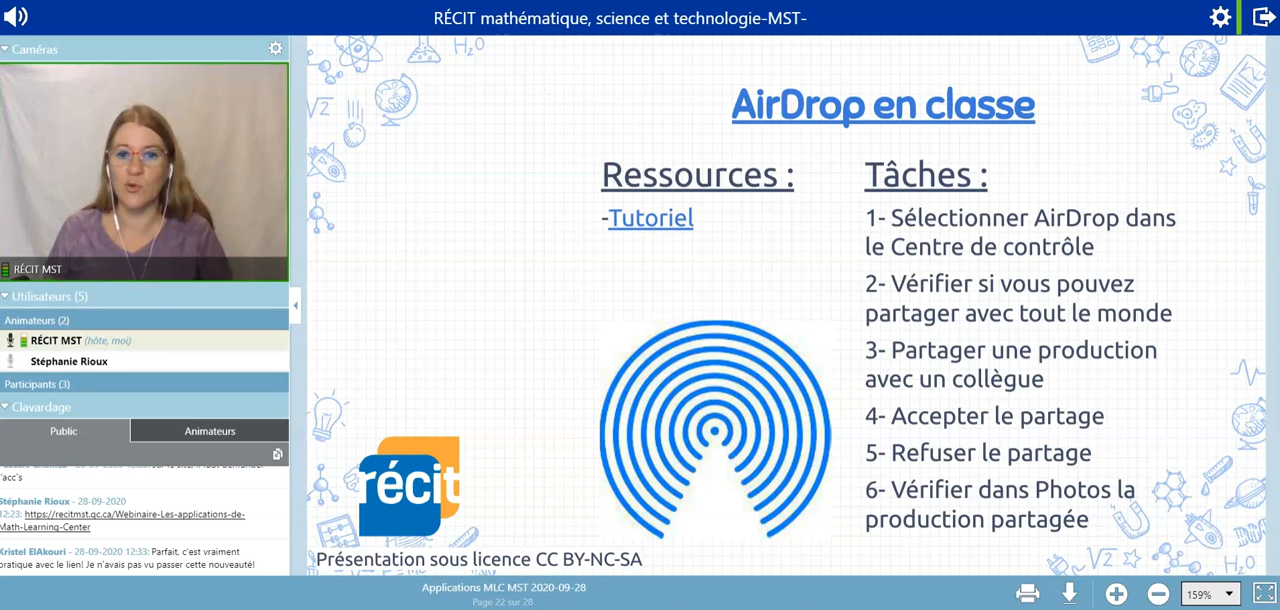 RÉCIT mathématique, science et technologie-MST-
Caméras
RÉCIT MST
Utilisateurs (5)
Animateurs (2)
RÉCIT MST (hôte, moi)
Stéphanie Rioux
Participants (3)
Clavardage
Public
Animateurs
'acc's
Stéphanie Rioux - 28-09-2020
12:23: https://recitmst.qc.ca/Webinaire-Les-applications-de-
Math-Learning-Center
Kristel ElAkouri - 28-09-2020 12:33: Parfait, c'est vraiment
pratique avec le lien! Je n'avais pas vu passer cette nouveauté!
H₂O
√2
AirDrop en classe
Ressources :
-Tutoriel
Tâches :
1- Sélectionner AirDrop dans
le Centre de contrôle
2- Vérifier si vous pouvez
partager avec tout le monde
3- Partager une production
avec un collègue
4- Accepter le partage
5- Refuser le partage
6- Vérifier dans Photos la
production partagée
récit
Présentation sous licence CC BY-NC-SA
√2
H₂O
Applications MLC MST 2020-09-28
Page 22 sur 28
159%